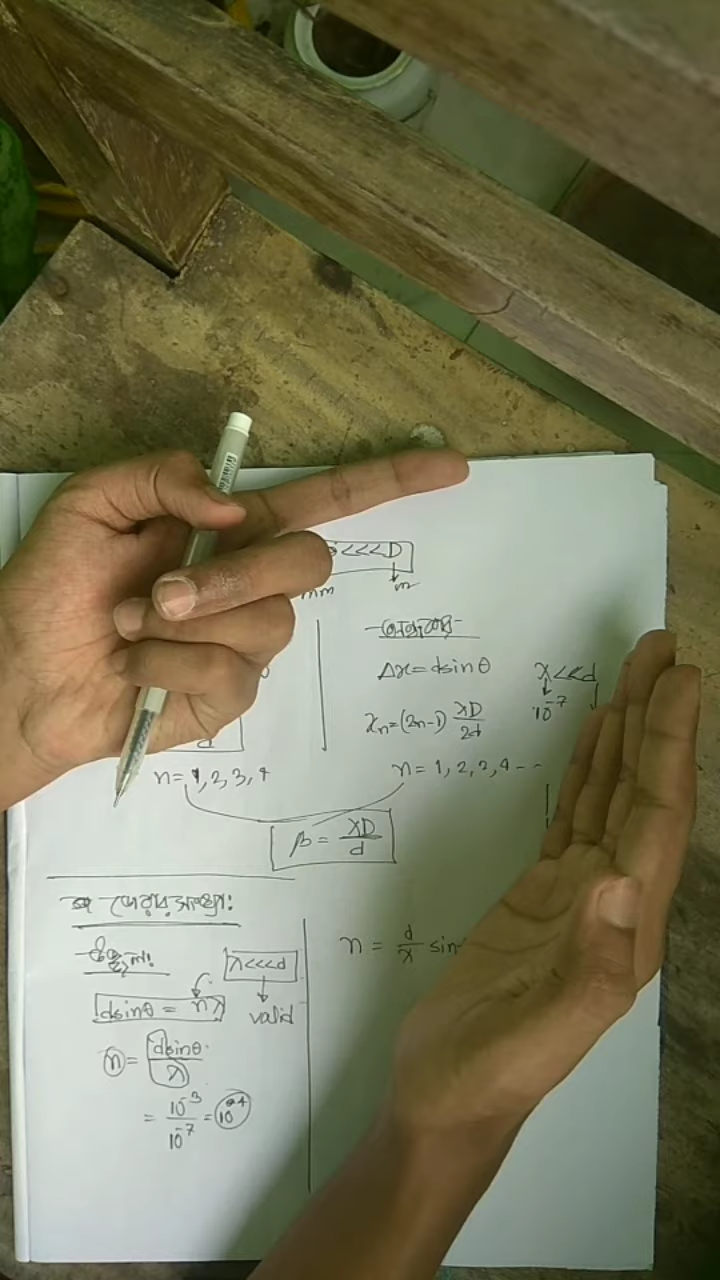 <<<D
mm
m
অন্ধকার
Δx = dsinθ
λ<<d
10⁻⁷
xₙ=(2n-1) λD/2d
n= 1,2,3,4
n = 1, 2, 3, 4 - -
β = λD/d
ডোরার সংখ্যা:
উজ্জ্বল:
λ<<<d
dsinθ = nλ
valid
n = dsinθ/λ
= 10⁻³/10⁻⁷ = 10⁴
n = d/λ sin